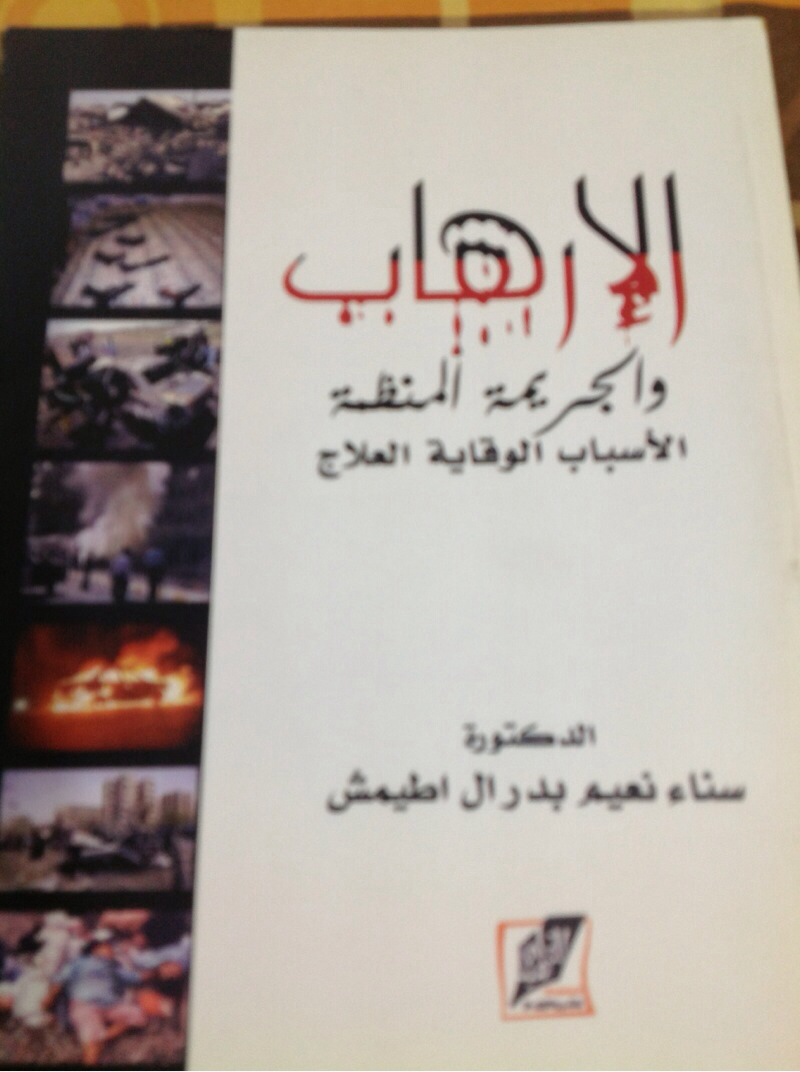 الإرهاب
والجريمة المنظمة
الأسباب الوقاية العلاج
الدكتورة
سناء نعيم بدر ال اطيمش